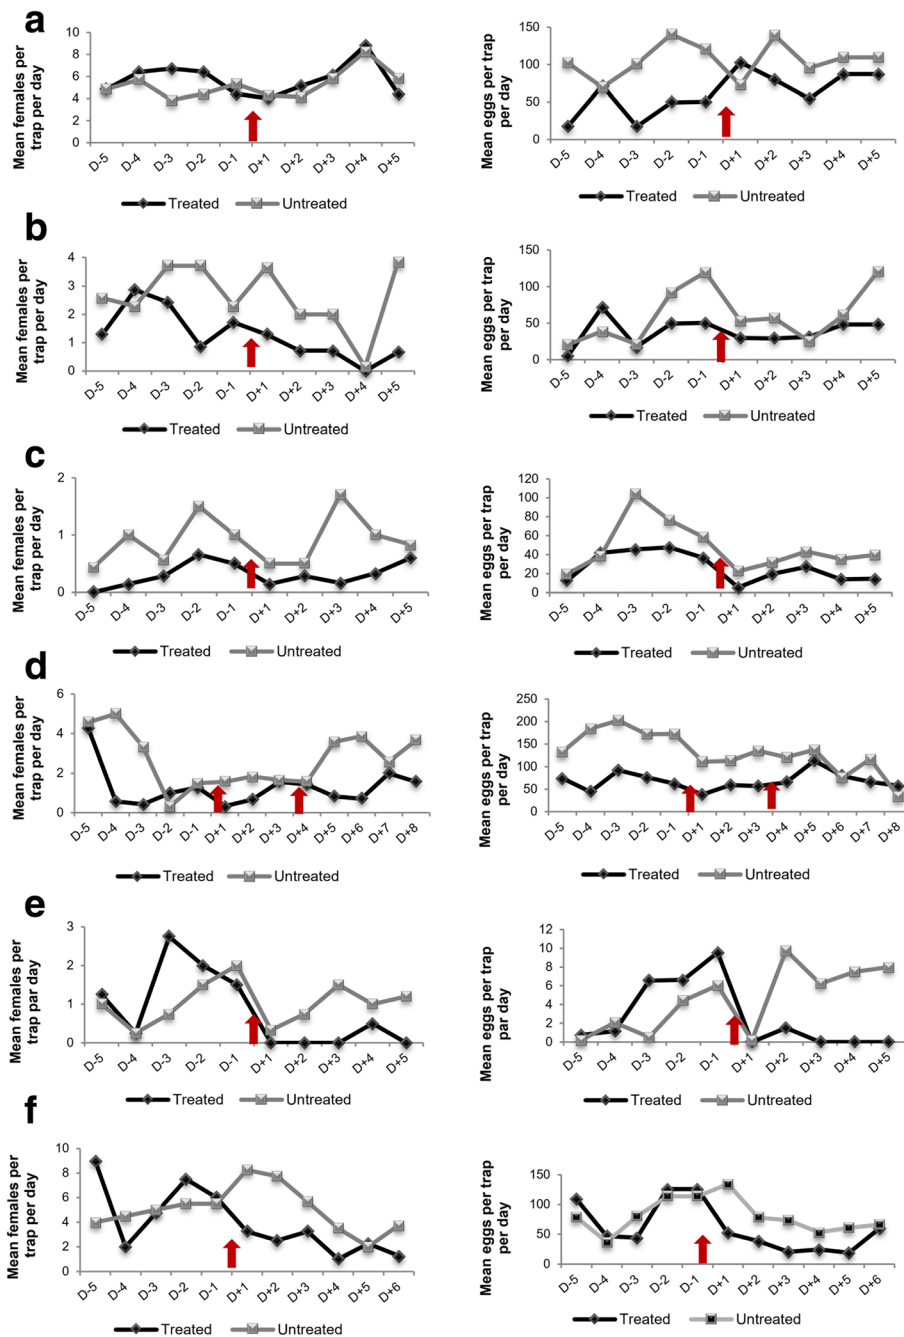 a
Mean females per
trap per day
10
8
6
4
2
0
D-5
D-4
D-3
D-2
D-1
D+1
D+2
D+3
D+4
D+5
Treated
Untreated
Mean eggs per trap
per day
150
100
50
0
D-5
D-4
D-3
D-2
D-1
D+1
D+2
D+3
D+4
D+5
Treated
Untreated
b
Mean females per
trap per day
4
3
2
1
0
D-5
D-4
D-3
D-2
D-1
D+1
D+2
D+3
D+4
D+5
Treated
Untreated
Mean eggs per trap
per day
150
100
50
0
D-5
D-4
D-3
D-2
D-1
D+1
D+2
D+3
D+4
D+5
Treated
Untreated
c
Mean females per
trap per day
2
1
0
D-5
D-4
D-3
D-2
D-1
D+1
D+2
D+3
D+4
D+5
Treated
Untreated
Mean eggs per trap
per day
120
100
80
60
40
20
0
D-5
D-4
D-3
D-2
D-1
D+1
D+2
D+3
D+4
D+5
Treated
Untreated
d
Mean females per
trap per day
6
4
2
0
D-5
D-4
D-3
D-2
D-1
D+1
D+2
D+3
D+4
D+5
D+6
D+7
D+8
Treated
Untreated
Mean eggs per trap
per day
250
200
150
100
50
0
D-5
D-4
D-3
D-2
D-1
D+1
D+2
D+3
D+4
D+5
D+6
D+7
D+8
Treated
Untreated
e
Mean females per
trap par day
3
2
1
0
D-5
D-4
D-3
D-2
D-1
D+1
D+2
D+3
D+4
D+5
Treated
Untreated
Mean eggs per trap
par day
12
10
8
6
4
2
0
D-5
D-4
D-3
D-2
D-1
D+1
D+2
D+3
D+4
D+5
Treated
Untreated
f
Mean females per
trap per day
10
8
6
4
2
0
D-5
D-4
D-3
D-2
D-1
D+1
D+2
D+3
D+4
D+5
D+6
Treated
Untreated
Mean eggs per trap
per day
150
100
50
0
D-5
D-4
D-3
D-2
D-1
D+1
D+2
D+3
D+4
D+5
D+6
Treated
Untreated